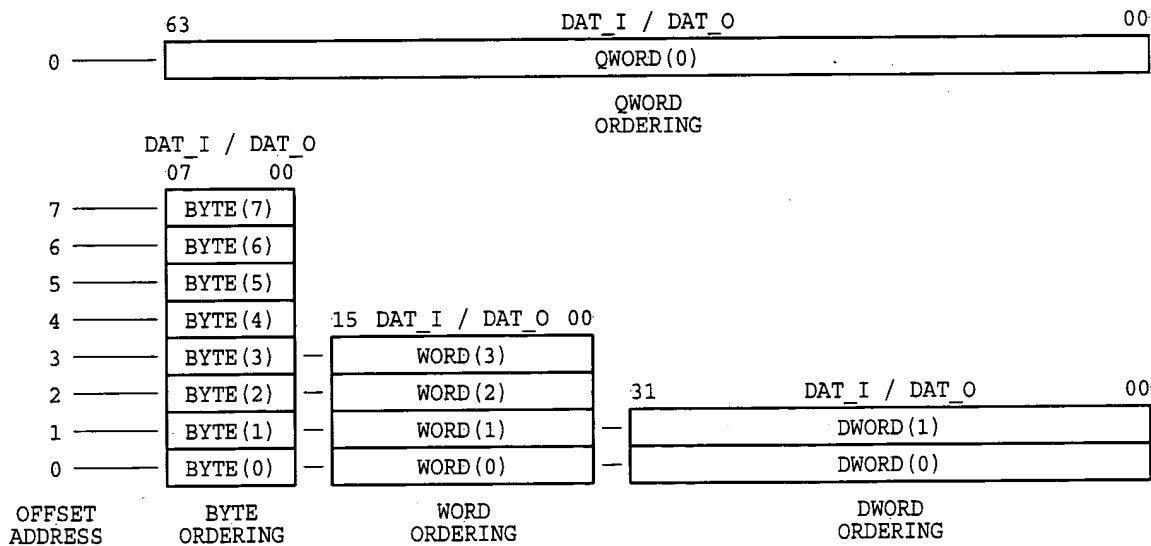 63 DAT_I / DAT_O 00
0 QWORD(0)
QWORD
ORDERING
DAT_I / DAT_O
07 00
7 BYTE(7)
6 BYTE(6)
5 BYTE(5)
4 BYTE(4) 15 DAT_I / DAT_O 00
3 BYTE(3) WORD(3)
2 BYTE(2) WORD(2) 31 DAT_I / DAT_O 00
1 BYTE(1) WORD(1) DWORD(1)
0 BYTE(0) WORD(0) DWORD(0)
OFFSET BYTE WORD DWORD
ADDRESS ORDERING ORDERING ORDERING